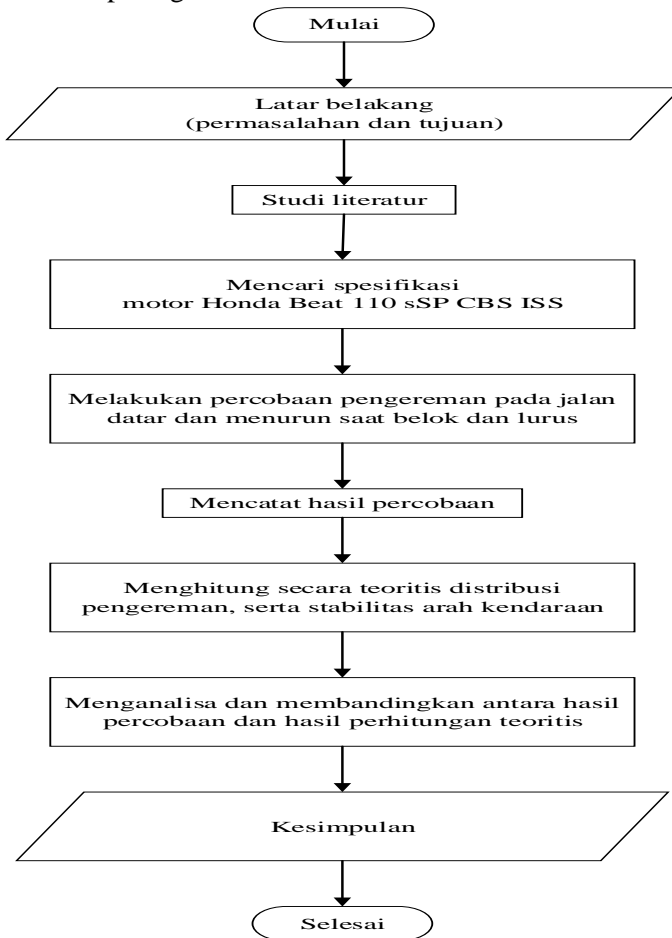 Mulai
Latar belakang
(permasalahan dan tujuan)
Studi literatur
Mencari spesifikasi
motor Honda Beat 110 sSP CBS ISS
Melakukan percobaan pengereman pada jalan
datar dan menurun saat belok dan lurus
Mencatat hasil percobaan
Menghitung secara teoritis distribusi
pengereman, serta stabilitas arah kendaraan
Menganalisa dan membandingkan antara hasil
percobaan dan hasil perhitungan teoritis
Kesimpulan
Selesai